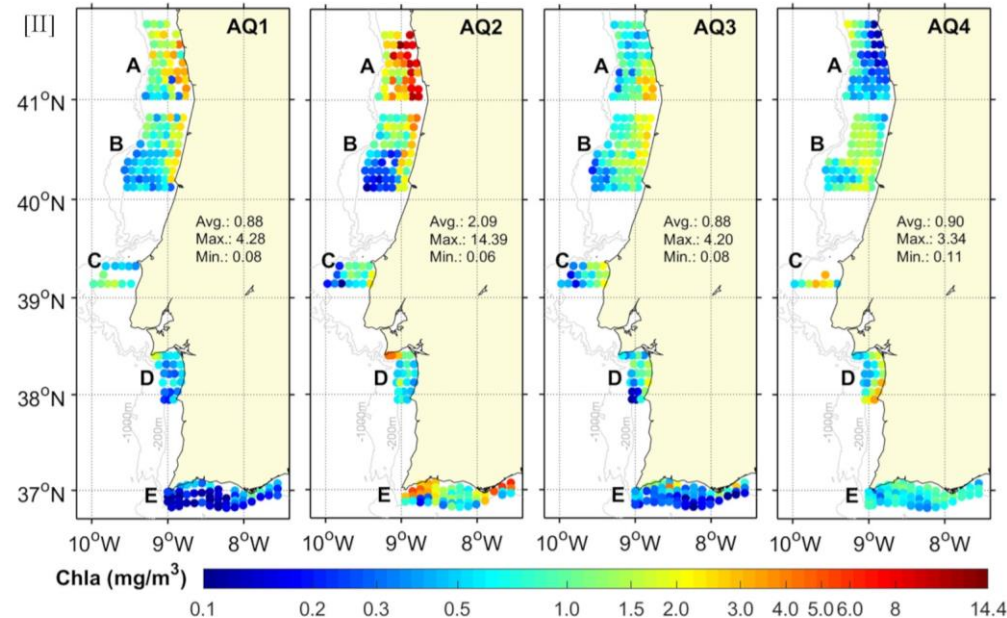 [II]
AQ1
AQ2
AQ3
AQ4
A
A
A
A
41°N
B
B
B
B
40°N
Avg.: 0.88
Max.: 4.28
Min.: 0.08
Avg.: 2.09
Max.: 14.39
Min.: 0.06
Avg.: 0.88
Max.: 4.20
Min.: 0.08
Avg.: 0.90
Max.: 3.34
Min.: 0.11
C
C
C
C
39°N
D
D
D
D
38°N
-1000m
-200m
-1000m
-200m
-1000m
-200m
-1000m
-200m
37°N
E
E
E
E
10°W 9°W 8°W
10°W 9°W 8°W
10°W 9°W 8°W
10°W 9°W 8°W
Chla (mg/m³)
0.1 0.2 0.3 0.5 1.0 1.5 2.0 3.0 4.0 5.0 6.0 8 14.4